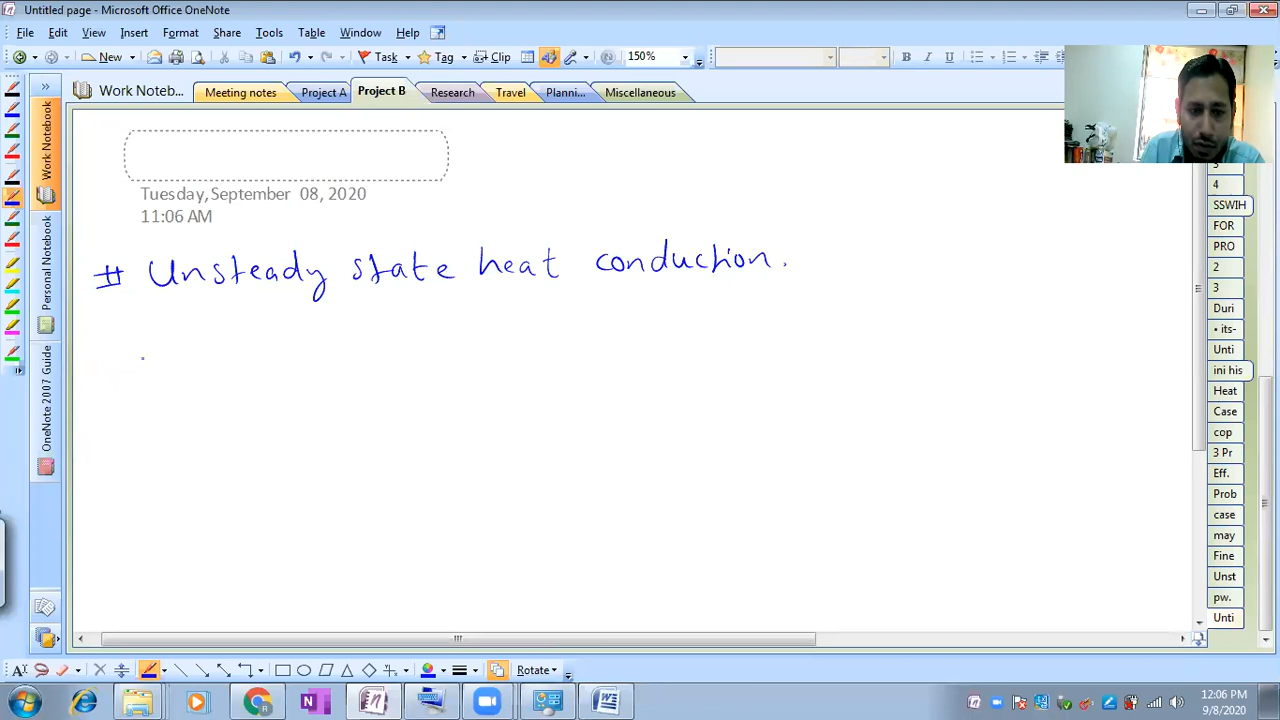 Untitled page - Microsoft Office OneNote
File Edit View Insert Format Share Tools Table Window Help
New Task Tag Clip 150% B I U
Work Noteb... Meeting notes Project A Project B Research Travel Planni... Miscellaneous
Work Notebook
Personal Notebook
OneNote 2007 Guide
Tuesday, September 08, 2020
11:06 AM
# Unsteady state heat conduction.
4
SSWIH
FOR
PRO
2
3
Duri
• its-
Unti
ini his
Heat
Case
cop
3 Pr
Eff.
Prob
case
may
Fine
Unst
pw.
Unti
Rotate
12:06 PM
9/8/2020